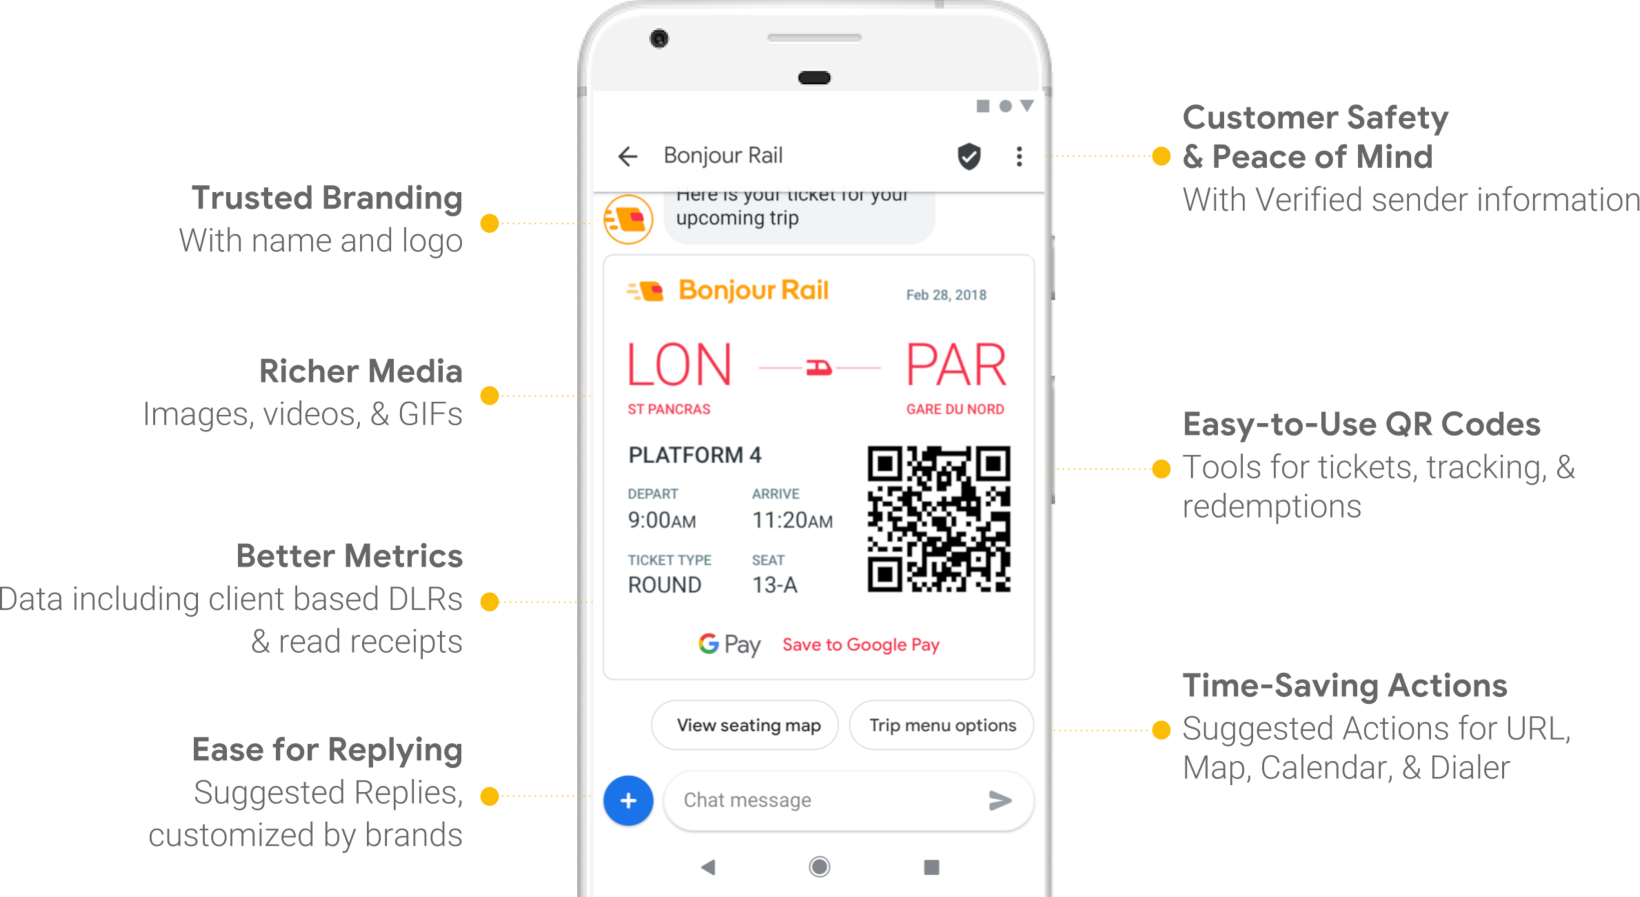 Trusted Branding
With name and logo
Richer Media
Images, videos, & GIFs
Better Metrics
Data including client based DLRs
& read receipts
Ease for Replying
Suggested Replies,
customized by brands
Bonjour Rail
Here is your ticket for your
upcoming trip
Bonjour Rail
Feb 28, 2018
LON
PAR
ST PANCRAS
GARE DU NORD
PLATFORM 4
DEPART
ARRIVE
9:00AM
11:20AM
TICKET TYPE
SEAT
ROUND
13-A
G Pay
Save to Google Pay
View seating map
Trip menu options
Chat message
Customer Safety
& Peace of Mind
With Verified sender information
Easy-to-Use QR Codes
Tools for tickets, tracking, &
redemptions
Time-Saving Actions
Suggested Actions for URL,
Map, Calendar, & Dialer